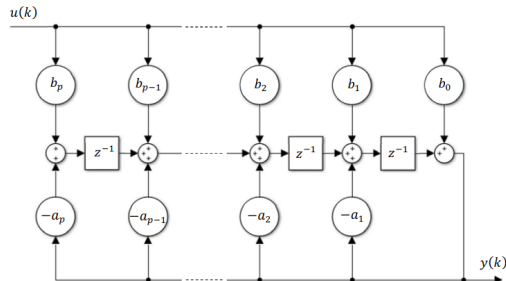 u(k)
b_p b_{p-1} b_2 b_1 b_0
+ + z^{-1} + + + + + z^{-1} + + + z^{-1} + +
-a_p -a_{p-1} -a_2 -a_1
y(k)